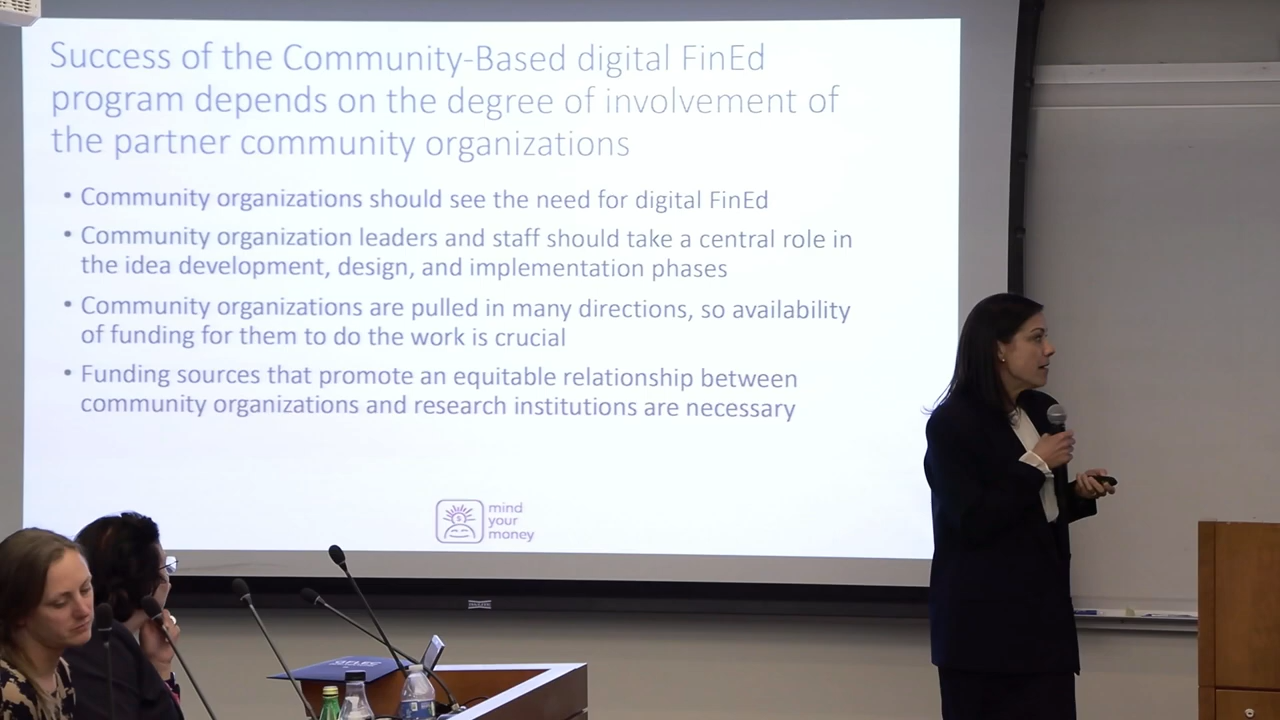 Success of the Community-Based digital FinEd
program depends on the degree of involvement of
the partner community organizations
• Community organizations should see the need for digital FinEd
• Community organization leaders and staff should take a central role in
the idea development, design, and implementation phases
• Community organizations are pulled in many directions, so availability
of funding for them to do the work is crucial
• Funding sources that promote an equitable relationship between
community organizations and research institutions are necessary
mind
your
money